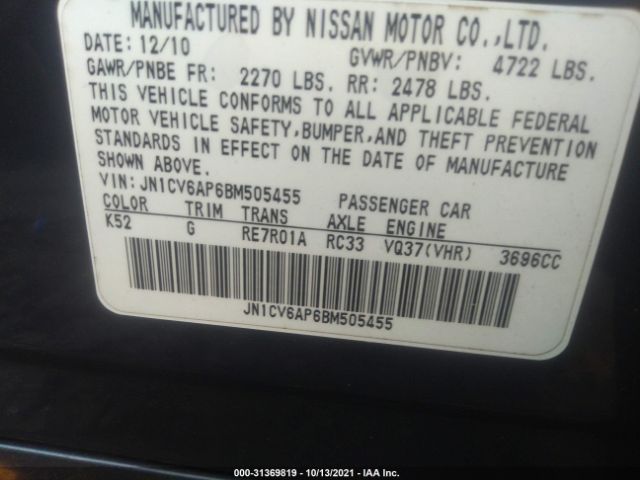 MANUFACTURED BY NISSAN MOTOR CO.,LTD.
DATE: 12/10 GVWR/PNBV: 4722 LBS.
GAWR/PNBE FR: 2270 LBS. RR: 2478 LBS.
THIS VEHICLE CONFORMS TO ALL APPLICABLE FEDERAL
MOTOR VEHICLE SAFETY,BUMPER,AND THEFT PREVENTION
STANDARDS IN EFFECT ON THE DATE OF MANUFACTURE
SHOWN ABOVE.
VIN:JN1CV6AP6BM505455 PASSENGER CAR
COLOR TRIM TRANS AXLE ENGINE
K52 G RE7R01A RC33 VQ37(VHR) 3696CC
JN1CV6AP6BM505455
000-31369819 - 10/13/2021 - IAA Inc.